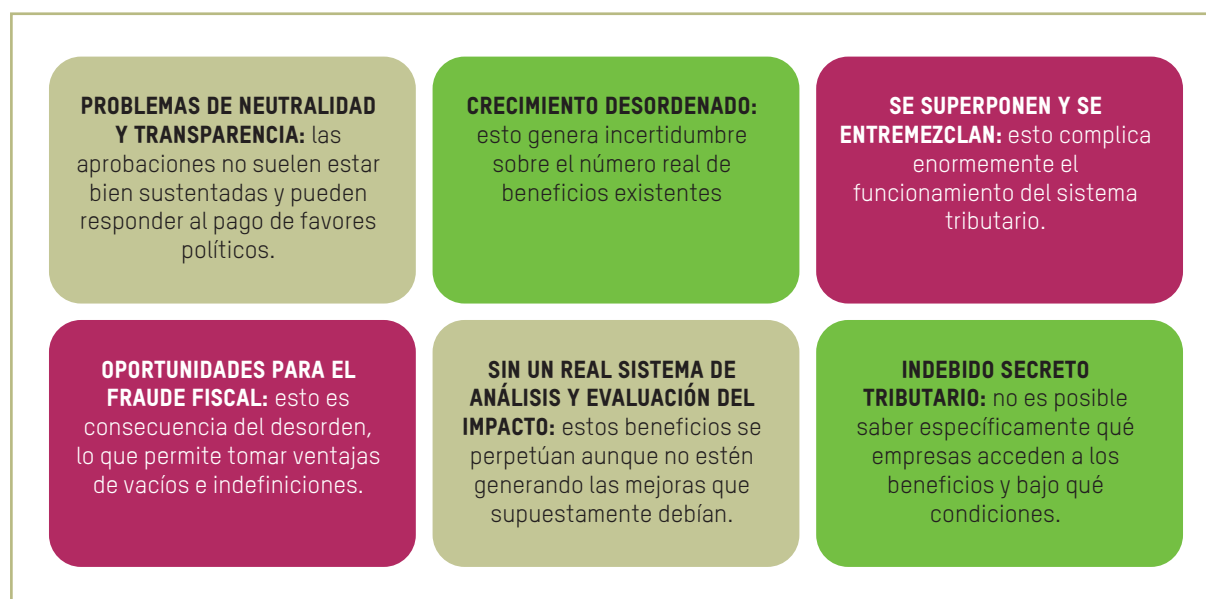 PROBLEMAS DE NEUTRALIDAD
Y TRANSPARENCIA: las
aprobaciones no suelen estar
bien sustentadas y pueden
responder al pago de favores
políticos.
CRECIMIENTO DESORDENADO:
esto genera incertidumbre
sobre el número real de
beneficios existentes
SE SUPERPONEN Y SE
ENTREMEZCLAN: esto complica
enormemente el
funcionamiento del sistema
tributario.
OPORTUNIDADES PARA EL
FRAUDE FISCAL: esto es
consecuencia del desorden,
lo que permite tomar ventajas
de vacíos e indefiniciones.
SIN UN REAL SISTEMA DE
ANÁLISIS Y EVALUACIÓN DEL
IMPACTO: estos beneficios se
perpetúan aunque no estén
generando las mejoras que
supuestamente debían.
INDEBIDO SECRETO
TRIBUTARIO: no es posible
saber específicamente qué
empresas acceden a los
beneficios y bajo qué
condiciones.